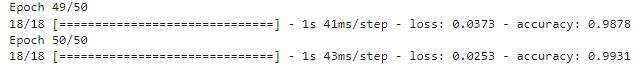 Epoch 49/50
18/18 [==============================] - 1s 41ms/step - loss: 0.0373 - accuracy: 0.9878
Epoch 50/50
18/18 [==============================] - 1s 43ms/step - loss: 0.0253 - accuracy: 0.9931